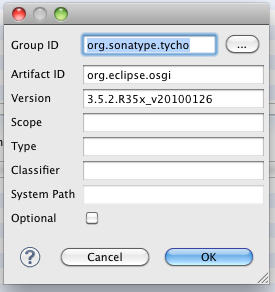 Group ID org.sonatype.tycho ...
Artifact ID org.eclipse.osgi
Version 3.5.2.R35x_v20100126
Scope
Type
Classifier
System Path
Optional
? Cancel OK